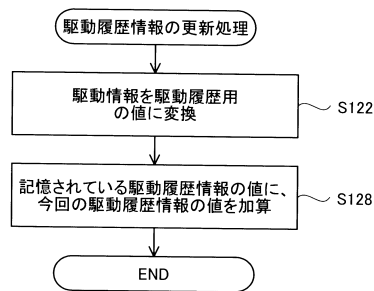 駆動履歴情報の更新処理
駆動情報を駆動履歴用
の値に変換
S122
記憶されている駆動履歴情報の値に、
今回の駆動履歴情報の値を加算
S128
END